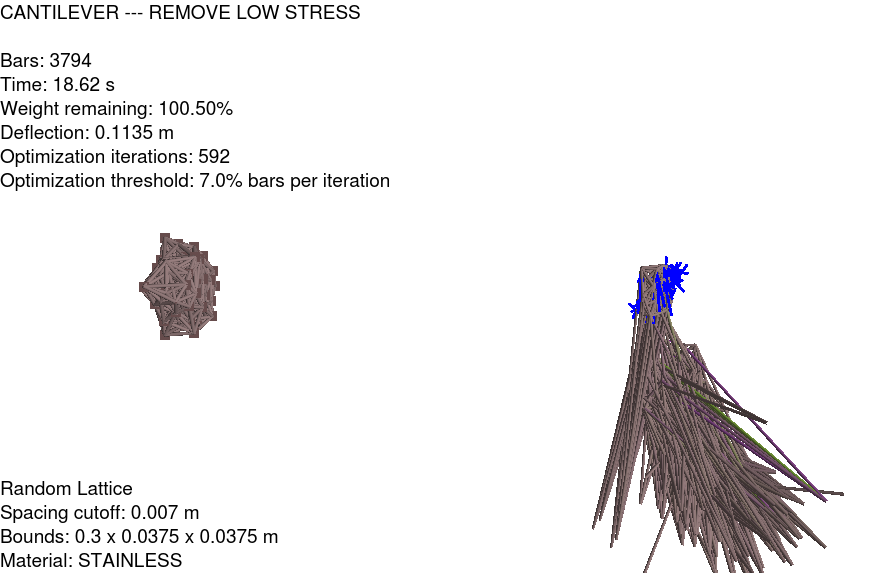 CANTILEVER --- REMOVE LOW STRESS
Bars: 3794
Time: 18.62 s
Weight remaining: 100.50%
Deflection: 0.1135 m
Optimization iterations: 592
Optimization threshold: 7.0% bars per iteration
Random Lattice
Spacing cutoff: 0.007 m
Bounds: 0.3 x 0.0375 x 0.0375 m
Material: STAINLESS